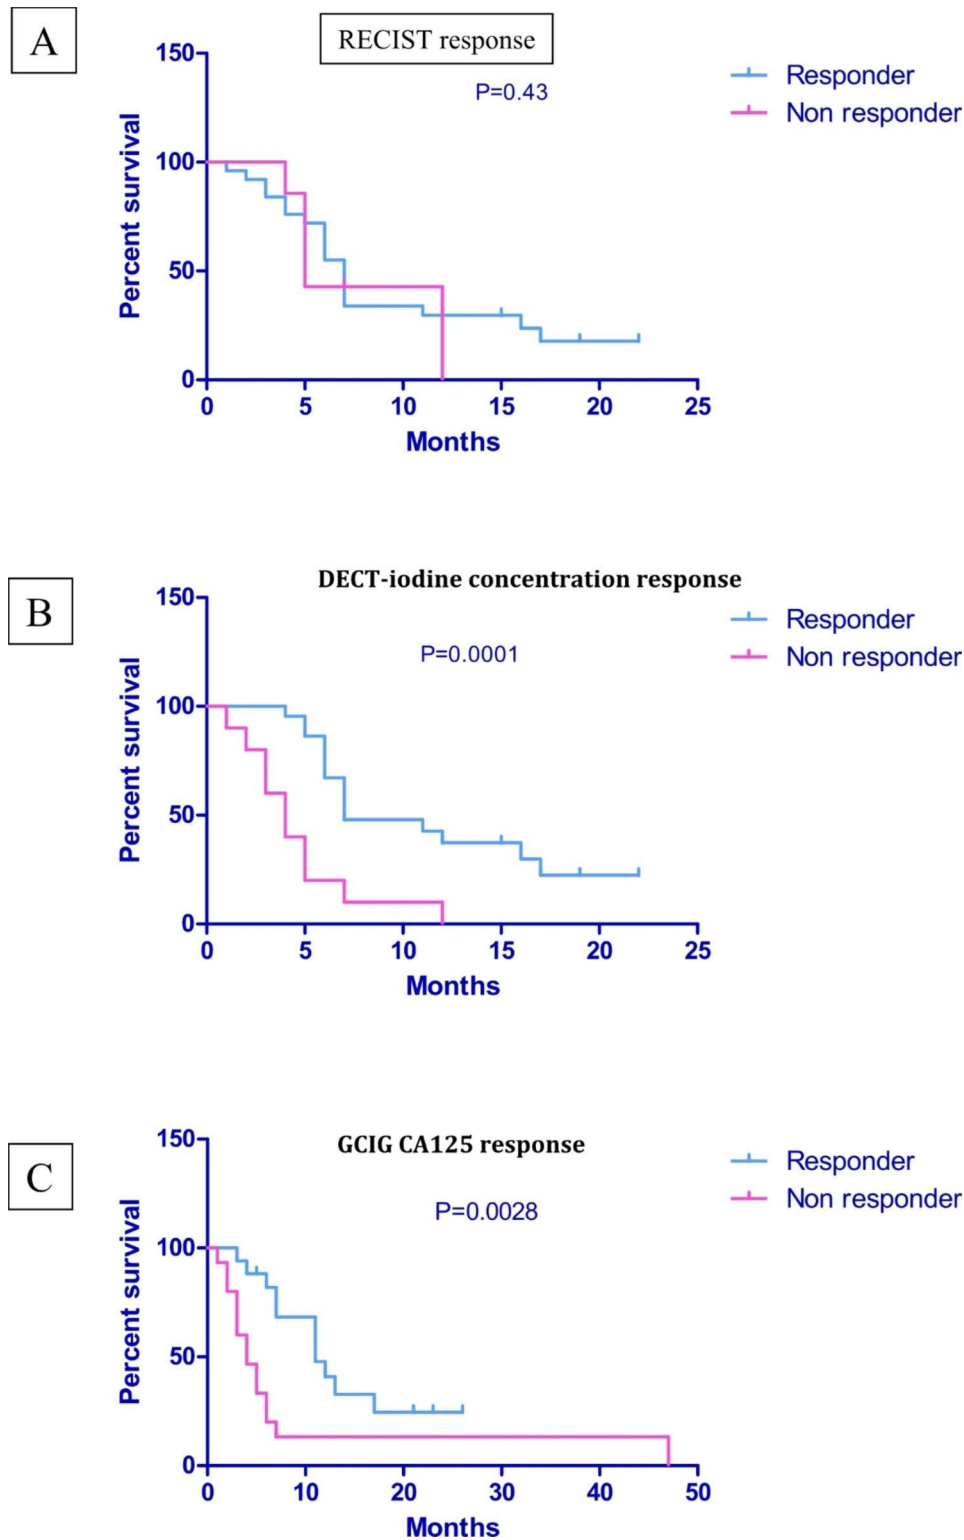 A
RECIST response
P=0.43
Responder
Non responder
Percent survival
150
100
50
0
0 5 10 15 20 25
Months
B
DECT-iodine concentration response
P=0.0001
Responder
Non responder
Percent survival
150
100
50
0
0 5 10 15 20 25
Months
C
GCIG CA125 response
P=0.0028
Responder
Non responder
Percent survival
150
100
50
0
0 10 20 30 40 50
Months